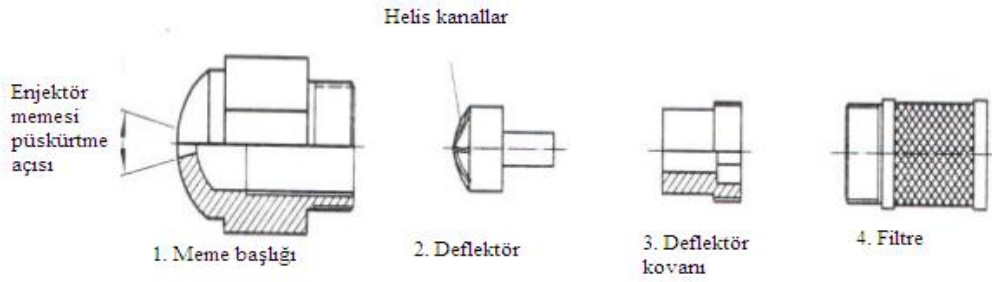 Helis kanallar
Enjektör
memesi
püskürtme
açısı
1. Meme başlığı
2. Deflektör
3. Deflektör
kovanı
4. Filtre